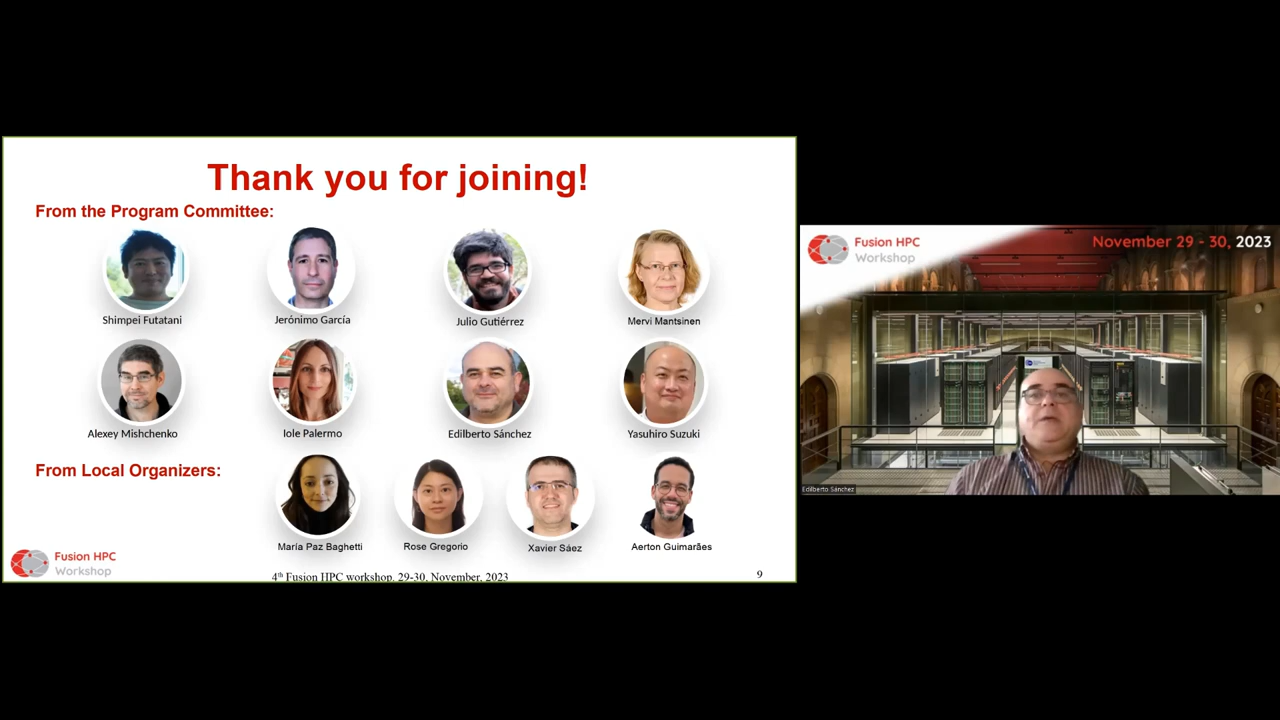 Thank you for joining!
From the Program Committee:
Shimpei Futatani
Jerónimo García
Julio Gutiérrez
Mervi Mantsinen
Alexey Mishchenko
Iole Palermo
Edilberto Sánchez
Yasuhiro Suzuki
From Local Organizers:
María Paz Baghetti
Rose Gregorio
Xavier Sáez
Aerton Guimarães
Fusion HPC
Workshop
4th Fusion HPC workshop, 29-30, November, 2023
9
Fusion HPC
Workshop
November 29 - 30, 2023
Edilberto Sánchez